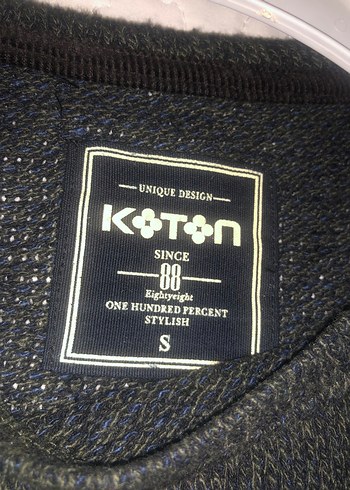 UNIQUE DESIGN
KOTON
SINCE
88
Eightyeight
ONE HUNDRED PERCENT
STYLISH
S